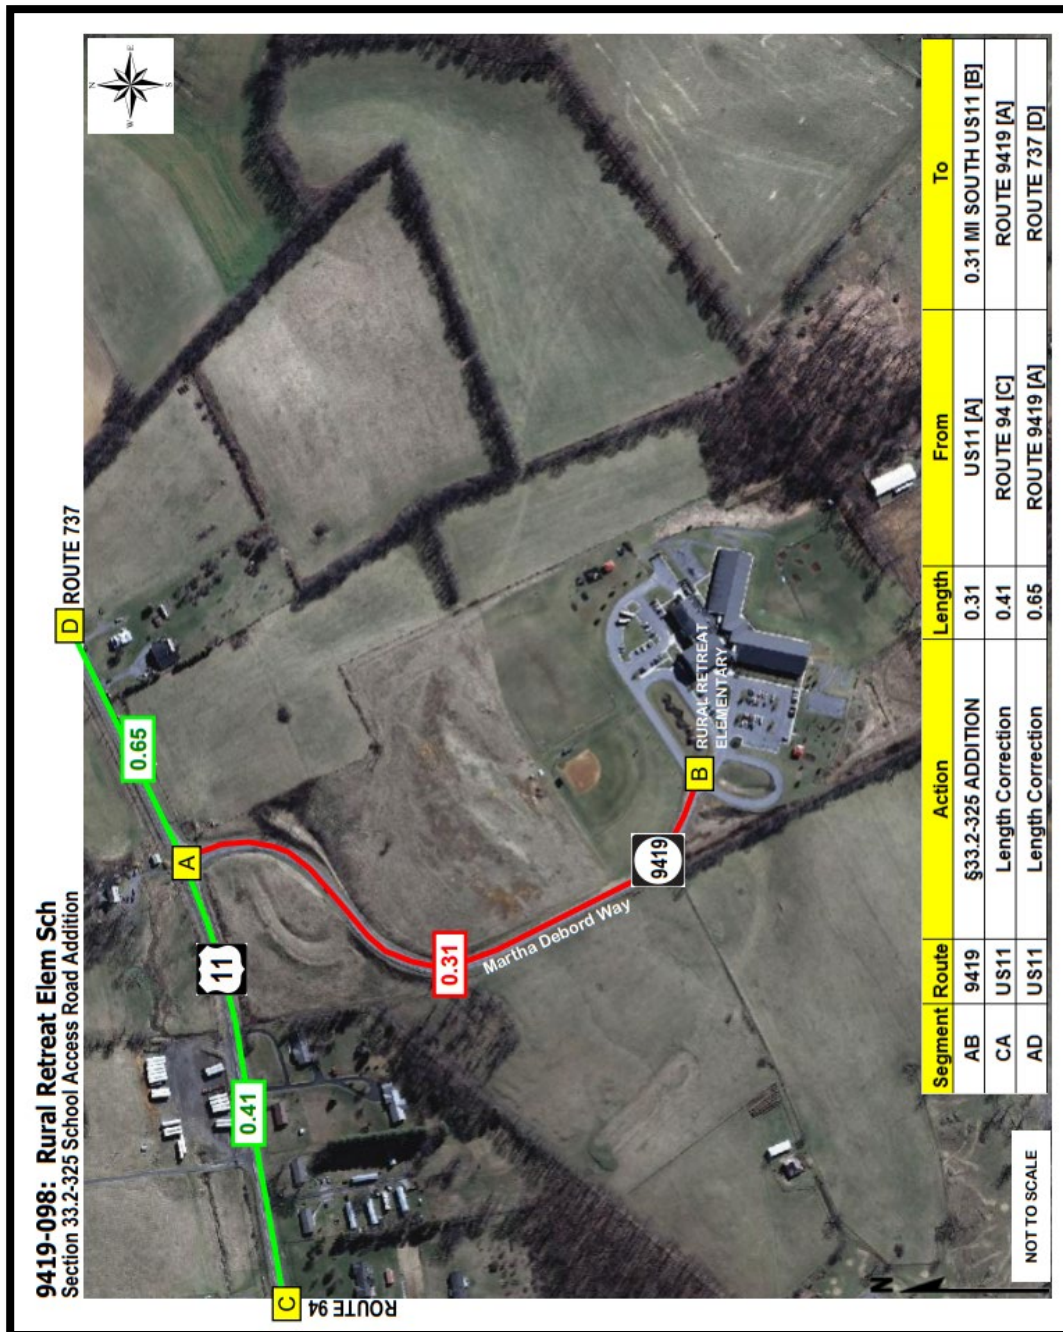 9419-098: Rural Retreat Elem Sch
Section 33.2-325 School Access Road Addition
N
E
S
W
D
ROUTE 737
0.65
A
11
0.41
C
ROUTE 94
0.31
Martha Debord Way
9419
B
RURAL RETREAT
ELEMENTARY
Segment Route Action Length From To
AB 9419 §33.2-325 ADDITION 0.31 US11 [A] 0.31 MI SOUTH US11 [B]
CA US11 Length Correction 0.41 ROUTE 94 [C] ROUTE 9419 [A]
AD US11 Length Correction 0.65 ROUTE 9419 [A] ROUTE 737 [D]
NOT TO SCALE
N